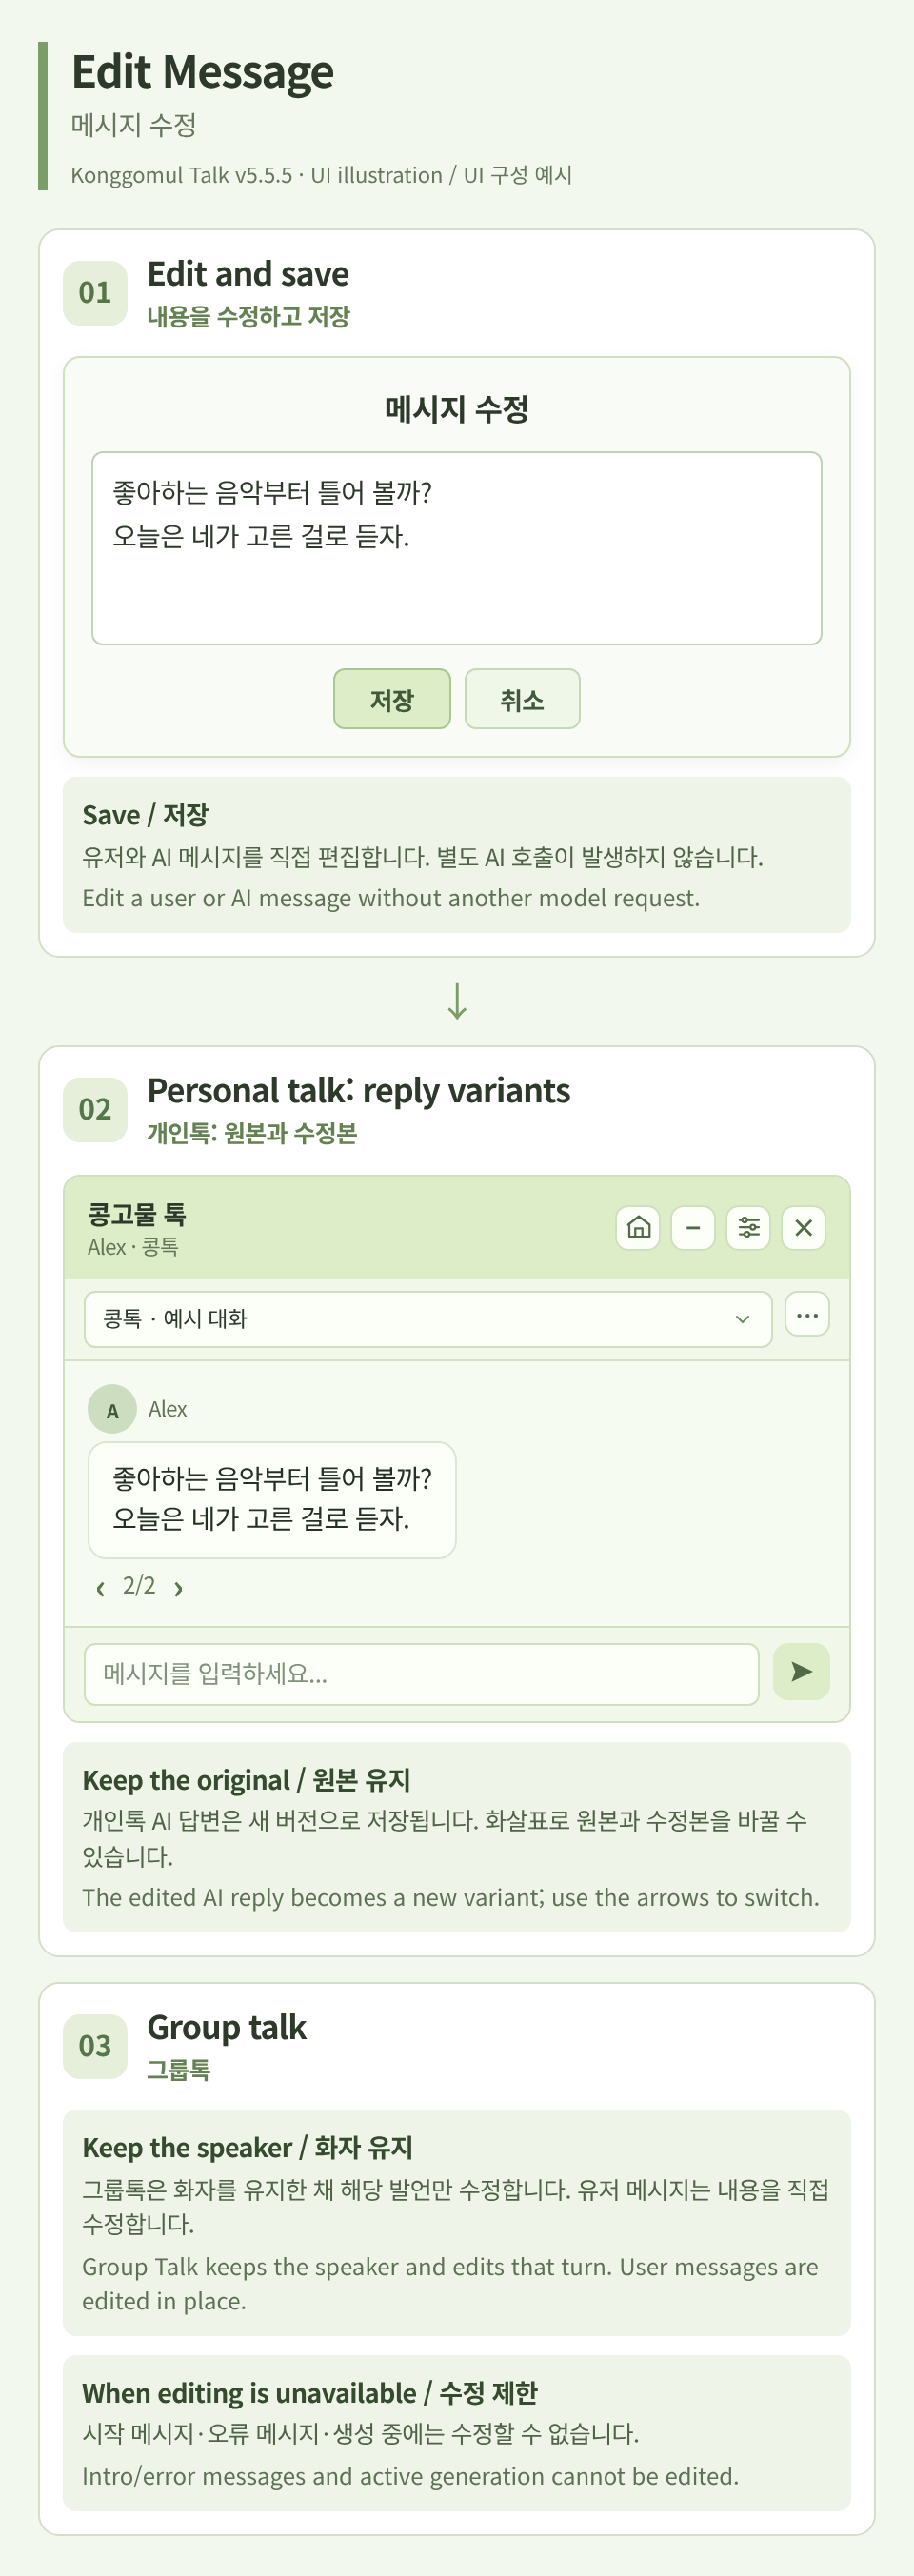 Edit Message
메시지 수정
Konggomul Talk v5.5.5 · UI illustration / UI 구성 예시
01
Edit and save
내용을 수정하고 저장
메시지 수정
좋아하는 음악부터 틀어 볼까?
오늘은 네가 고른 걸로 듣자.
저장
취소
Save / 저장
유저와 AI 메시지를 직접 편집합니다. 별도 AI 호출이 발생하지 않습니다.
Edit a user or AI message without another model request.
↓
02
Personal talk: reply variants
개인톡: 원본과 수정본
콩고물 톡
Alex · 콩톡
콩톡 · 예시 대화
A
Alex
좋아하는 음악부터 틀어 볼까?
오늘은 네가 고른 걸로 듣자.
‹ 2/2 ›
메시지를 입력하세요...
Keep the original / 원본 유지
개인톡 AI 답변은 새 버전으로 저장됩니다. 화살표로 원본과 수정본을 바꿀 수
있습니다.
The edited AI reply becomes a new variant; use the arrows to switch.
03
Group talk
그룹톡
Keep the speaker / 화자 유지
그룹톡은 화자를 유지한 채 해당 발언만 수정합니다. 유저 메시지는 내용을 직접
수정합니다.
Group Talk keeps the speaker and edits that turn. User messages are
edited in place.
When editing is unavailable / 수정 제한
시작 메시지·오류 메시지·생성 중에는 수정할 수 없습니다.
Intro/error messages and active generation cannot be edited.